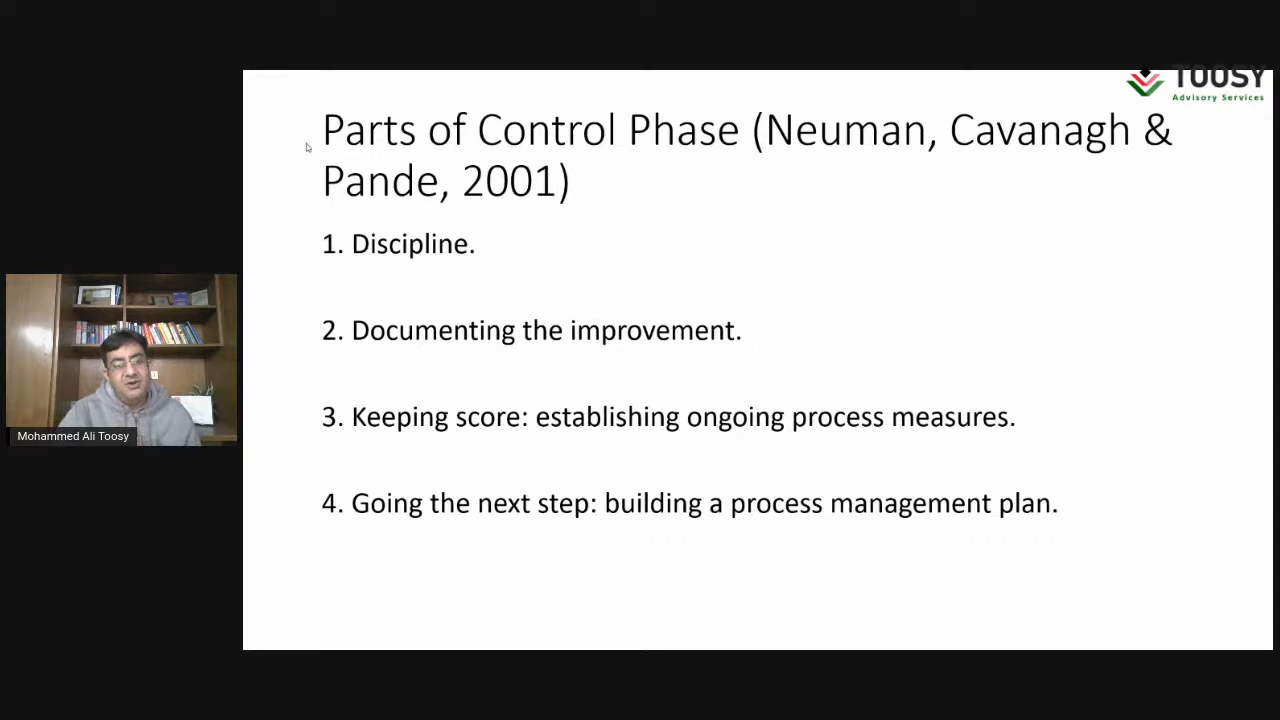 TOOSY
Advisory Services
Parts of Control Phase (Neuman, Cavanagh &
Pande, 2001)
1. Discipline.
2. Documenting the improvement.
3. Keeping score: establishing ongoing process measures.
4. Going the next step: building a process management plan.
Mohammed Ali Toosy